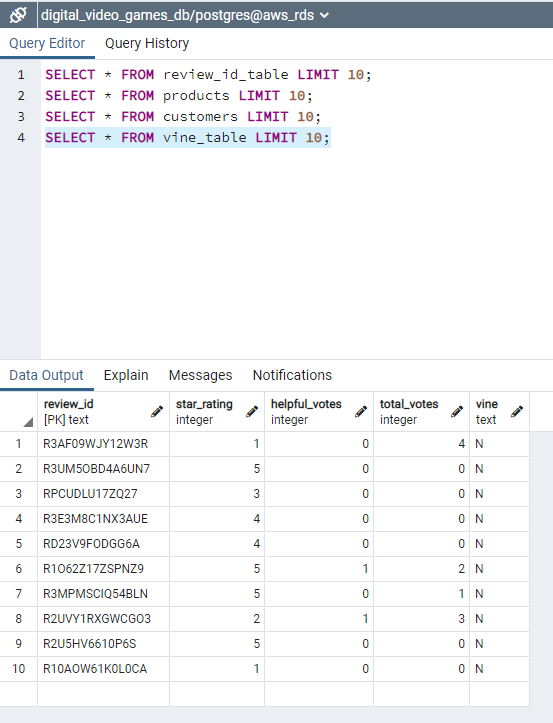 digital_video_games_db/postgres@aws_rds
Query Editor Query History
1 SELECT * FROM review_id_table LIMIT 10;
2 SELECT * FROM products LIMIT 10;
3 SELECT * FROM customers LIMIT 10;
4 SELECT * FROM vine_table LIMIT 10;
Data Output Explain Messages Notifications
review_id star_rating helpful_votes total_votes vine
[PK] text integer integer integer text
1 R3AF09WJY12W3R 1 0 4 N
2 R3UM5OBD4A6UN7 5 0 0 N
3 RPCUDLU17ZQ27 3 0 0 N
4 R3E3M8C1NX3AUE 4 0 0 N
5 RD23V9FODGG6A 4 0 0 N
6 R1O62Z17ZSPNZ9 5 1 2 N
7 R3MPMSCIQ54BLN 5 0 1 N
8 R2UVY1RXGWCGO3 2 1 3 N
9 R2U5HV6610P6S 5 0 0 N
10 R10AOW61K0L0CA 1 0 0 N